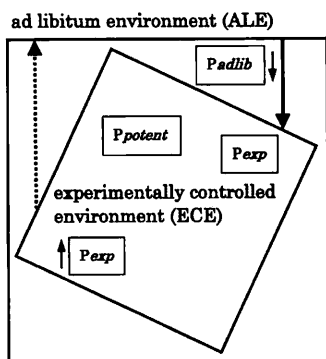 ad libitum environment (ALE)
Padlib
Ppotent
Pexp
experimentally controlled
environment (ECE)
Pexp